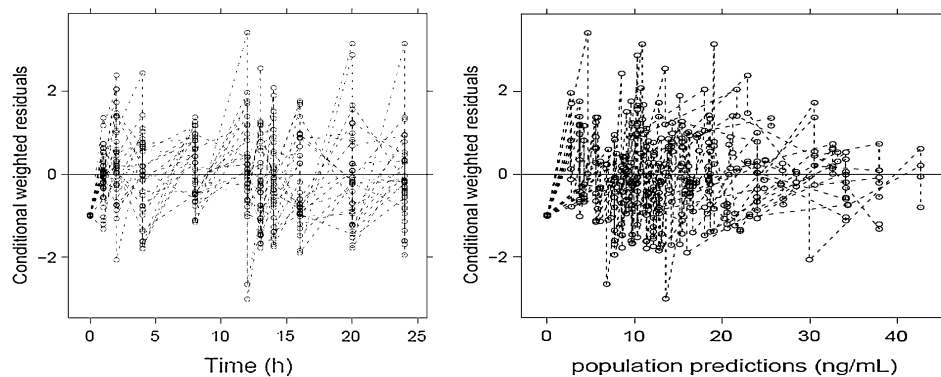 Conditional weighted residuals
2
0
−2
0 5 10 15 20 25
Time (h)
Conditional weighted residuals
2
0
−2
0 10 20 30 40
population predictions (ng/mL)